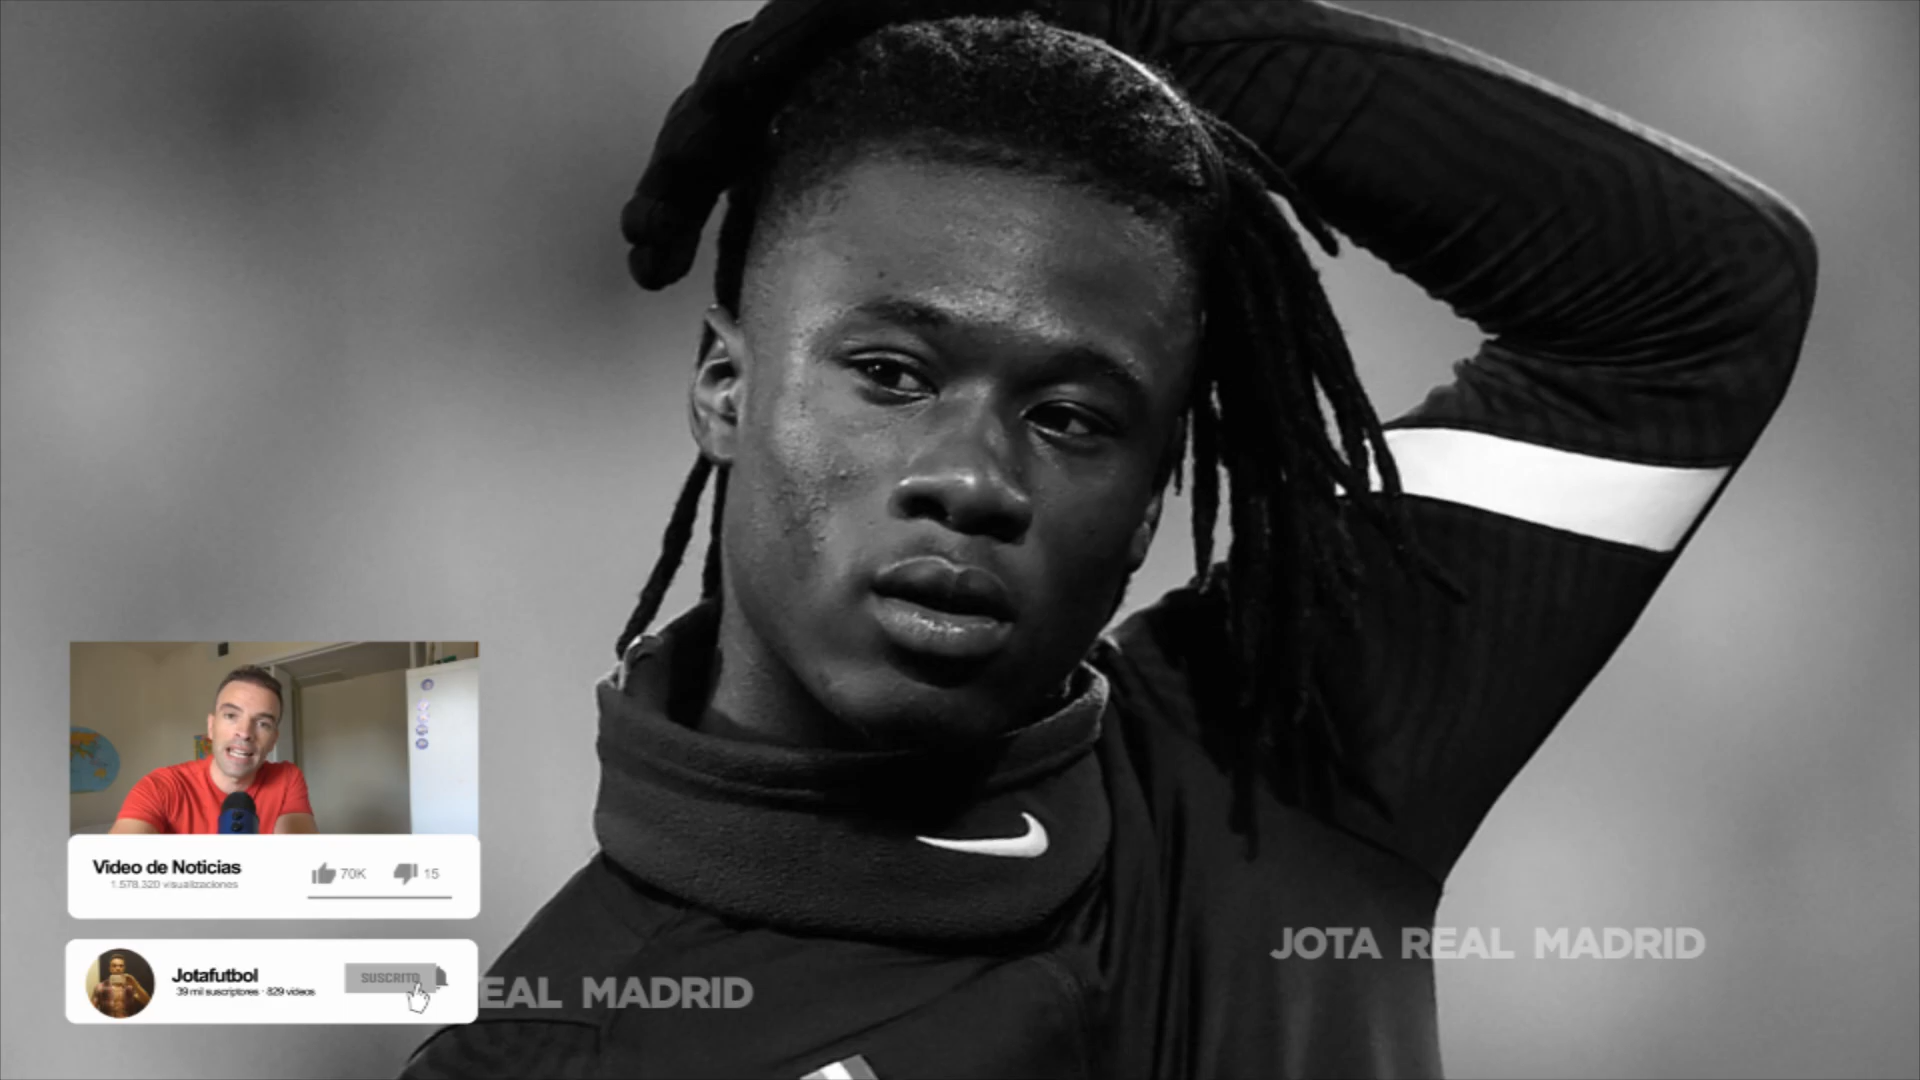 Video de Noticias
1.578.320 visualizaciones
70K
15
Jotafutbol
39 mil suscriptores · 829 videos
SUSCRITO
EAL MADRID
JOTA REAL MADRID